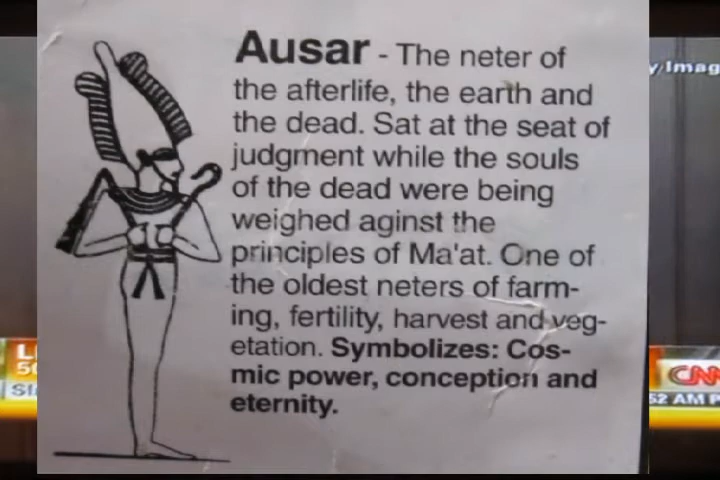 Ausar - The neter of
the afterlife, the earth and
the dead. Sat at the seat of
judgment while the souls
of the dead were being
weighed aginst the
principles of Ma'at. One of
the oldest neters of farm-
ing, fertility, harvest and veg-
etation. Symbolizes: Cos-
mic power, conception and
eternity.
CNN
52 AM P